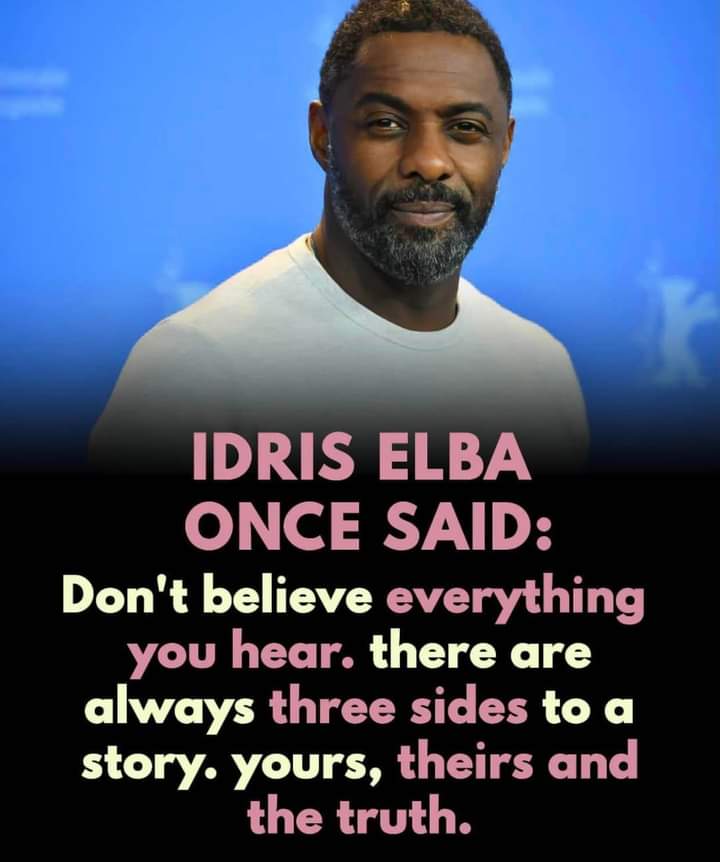 IDRIS ELBA
ONCE SAID:
Don't believe everything
you hear. there are
always three sides to a
story. yours, theirs and
the truth.